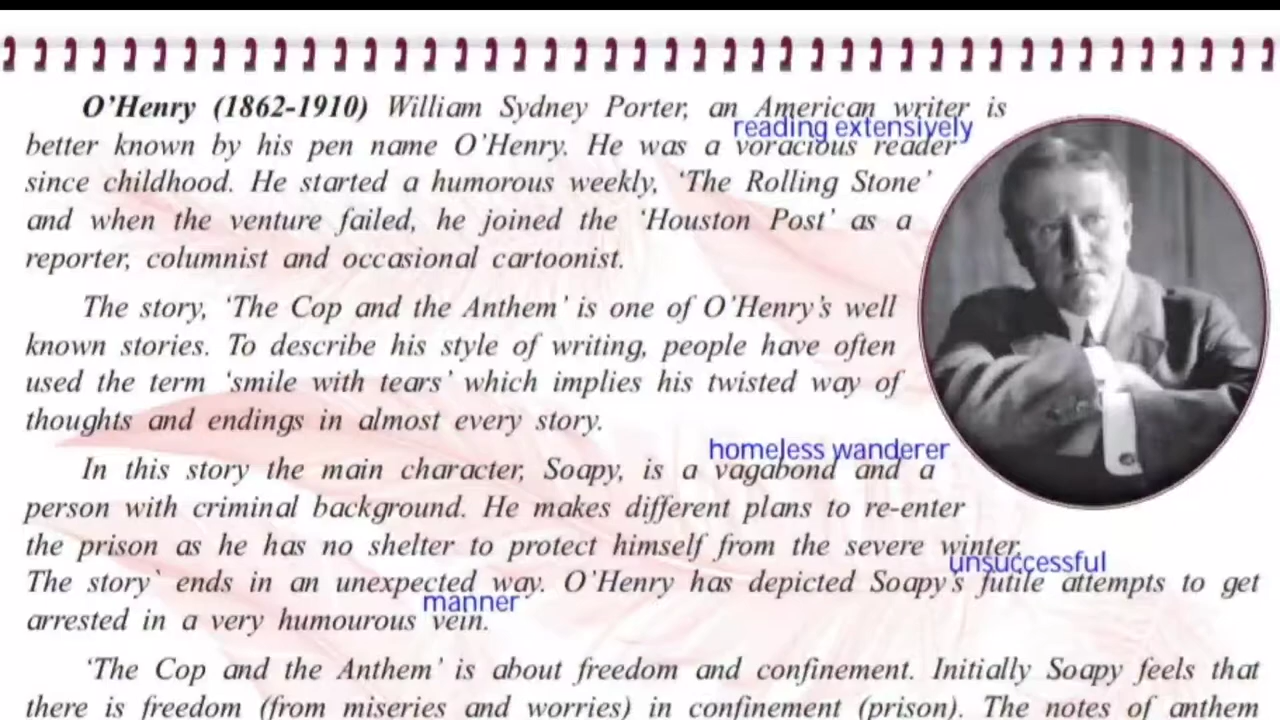 O'Henry (1862-1910) William Sydney Porter, an American writer is
reading extensively
better known by his pen name O'Henry. He was a voracious reader
since childhood. He started a humorous weekly, 'The Rolling Stone'
and when the venture failed, he joined the 'Houston Post' as a
reporter, columnist and occasional cartoonist.
The story, 'The Cop and the Anthem' is one of O'Henry's well
known stories. To describe his style of writing, people have often
used the term 'smile with tears' which implies his twisted way of
thoughts and endings in almost every story.
homeless wanderer
In this story the main character, Soapy, is a vagabond and a
person with criminal background. He makes different plans to re-enter
the prison as he has no shelter to protect himself from the severe winter.
unsuccessful
The story` ends in an unexpected way. O'Henry has depicted Soapy's futile attempts to get
manner
arrested in a very humourous vein.
'The Cop and the Anthem' is about freedom and confinement. Initially Soapy feels that
there is freedom (from miseries and worries) in confinement (prison). The notes of anthem